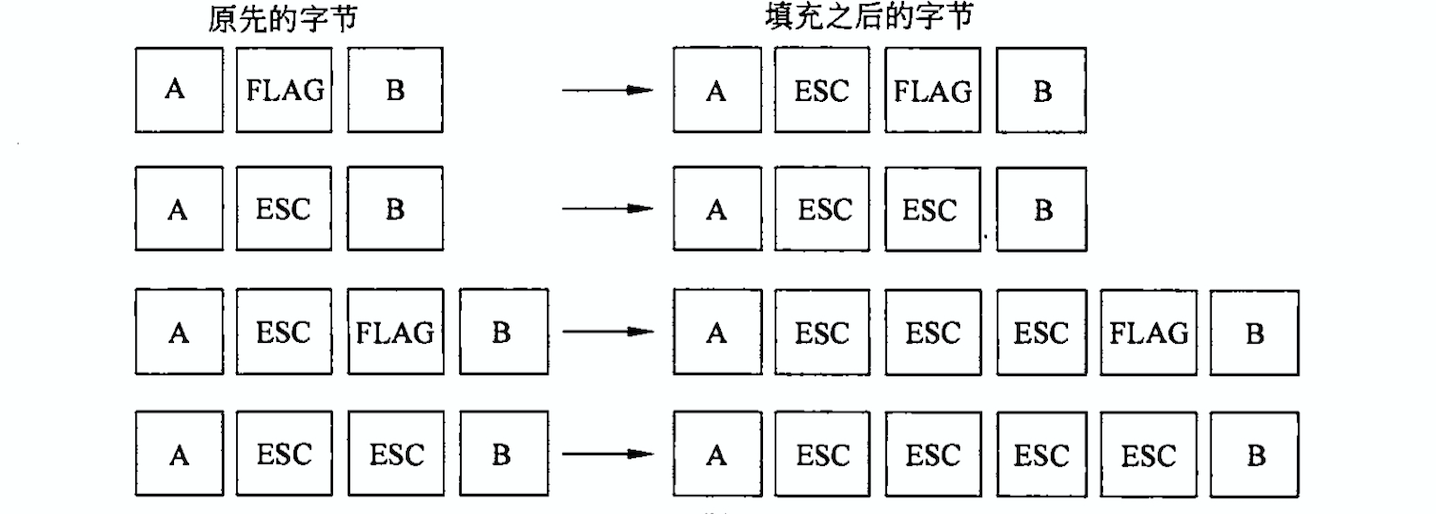 原先的字节 填充之后的字节
A FLAG B A ESC FLAG B
A ESC B A ESC ESC B
A ESC FLAG B A ESC ESC ESC FLAG B
A ESC ESC B A ESC ESC ESC ESC B